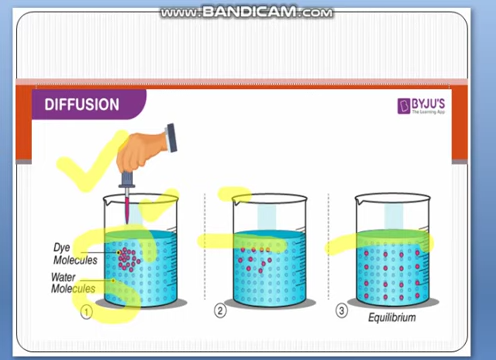 www.BANDICAM.com
DIFFUSION
BYJU'S
The Learning App
Dye
Molecules
Water
Molecules
1
2
3
Equilibrium